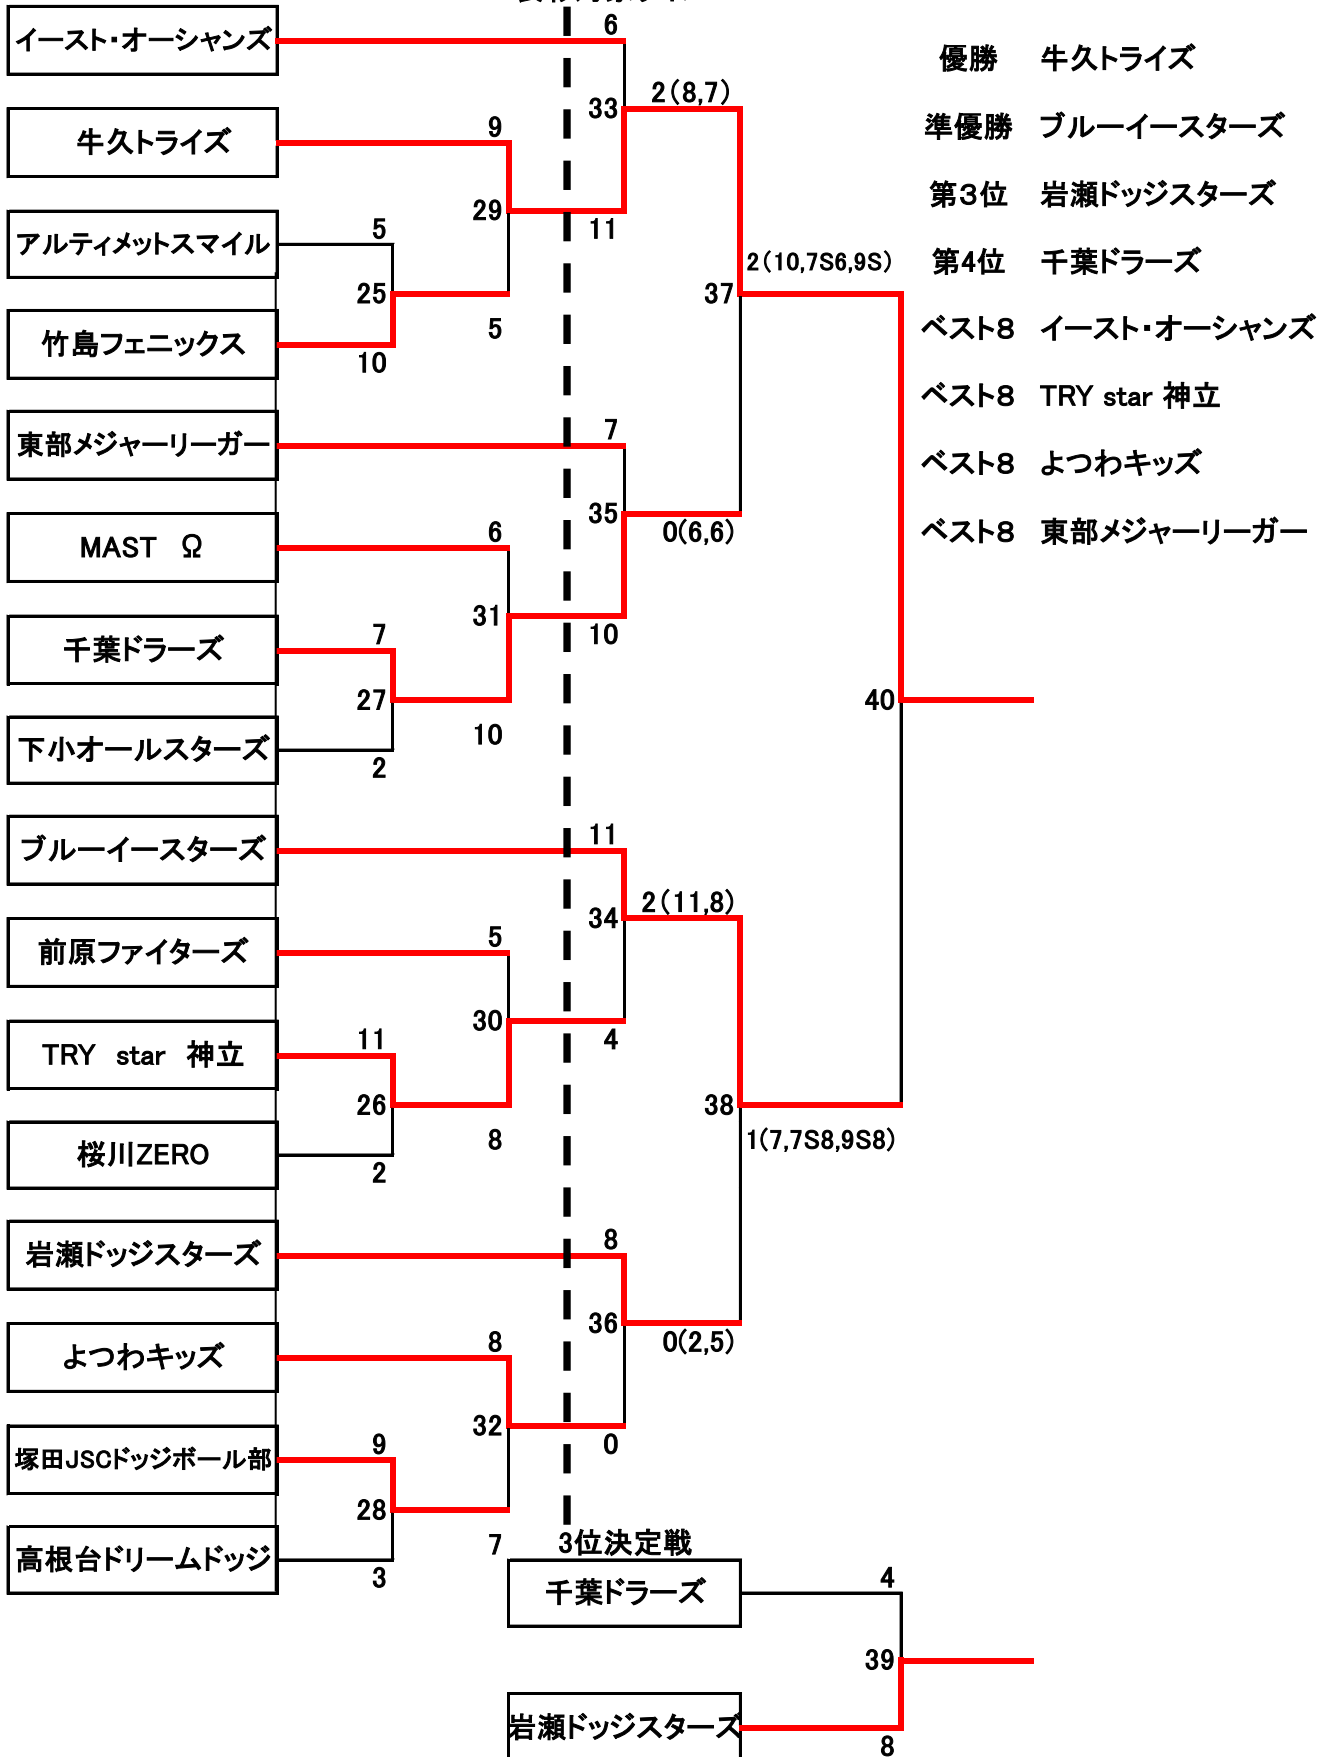 6
イースト・オーシャンズ
優勝 牛久トライズ
2(8,7)
33
9
牛久トライズ
準優勝 ブルーイースターズ
第3位 岩瀬ドッジスターズ
29
11
5
アルティメットスマイル
2(10,7S6,9S)
第4位 千葉ドラーズ
25
37
5
竹島フェニックス
10
ベスト8 イースト・オーシャンズ
ベスト8 TRY star 神立
7
東部メジャーリーガー
ベスト8 よつわキッズ
35
6
0(6,6)
ベスト8 東部メジャーリーガー
MAST Ω
31
10
7
千葉ドラーズ
27
40
10
下小オールスターズ
2
11
ブルーイースターズ
2(11,8)
34
5
前原ファイターズ
30
4
11
TRY star 神立
26
38
8
1(7,7S8,9S8)
桜川ZERO
2
8
岩瀬ドッジスターズ
36
8
0(2,5)
よつわキッズ
32
0
9
塚田JSCドッジボール部
28
7
3位決定戦
高根台ドリームドッジ
3
4
千葉ドラーズ
39
岩瀬ドッジスターズ
8